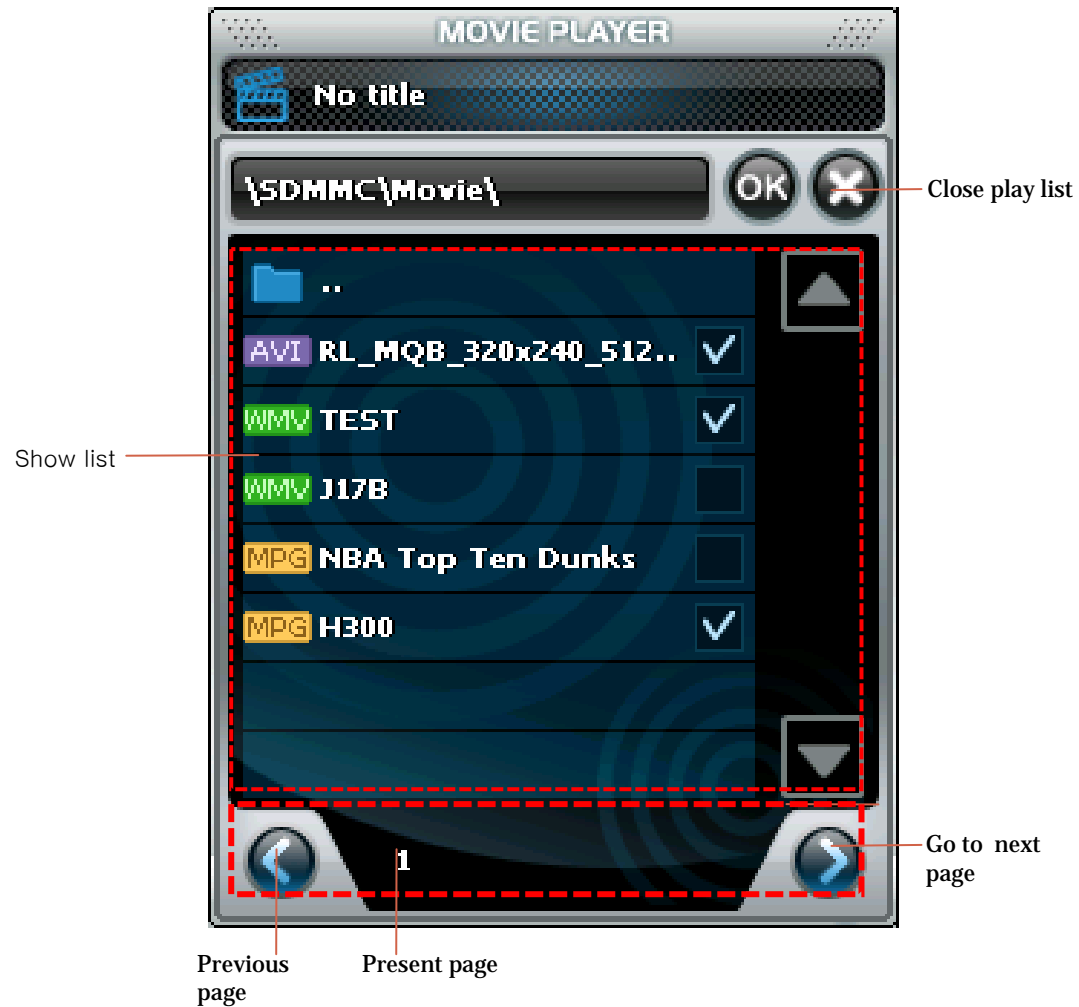 MOVIE PLAYER
No title
\SDMMC\Movie\
OK
Close play list
..
AVI RL_MQB_320x240_512..
WMV TEST
Show list
WMV J17B
MPG NBA Top Ten Dunks
MPG H300
1
Go to next
page
Previous
page
Present page